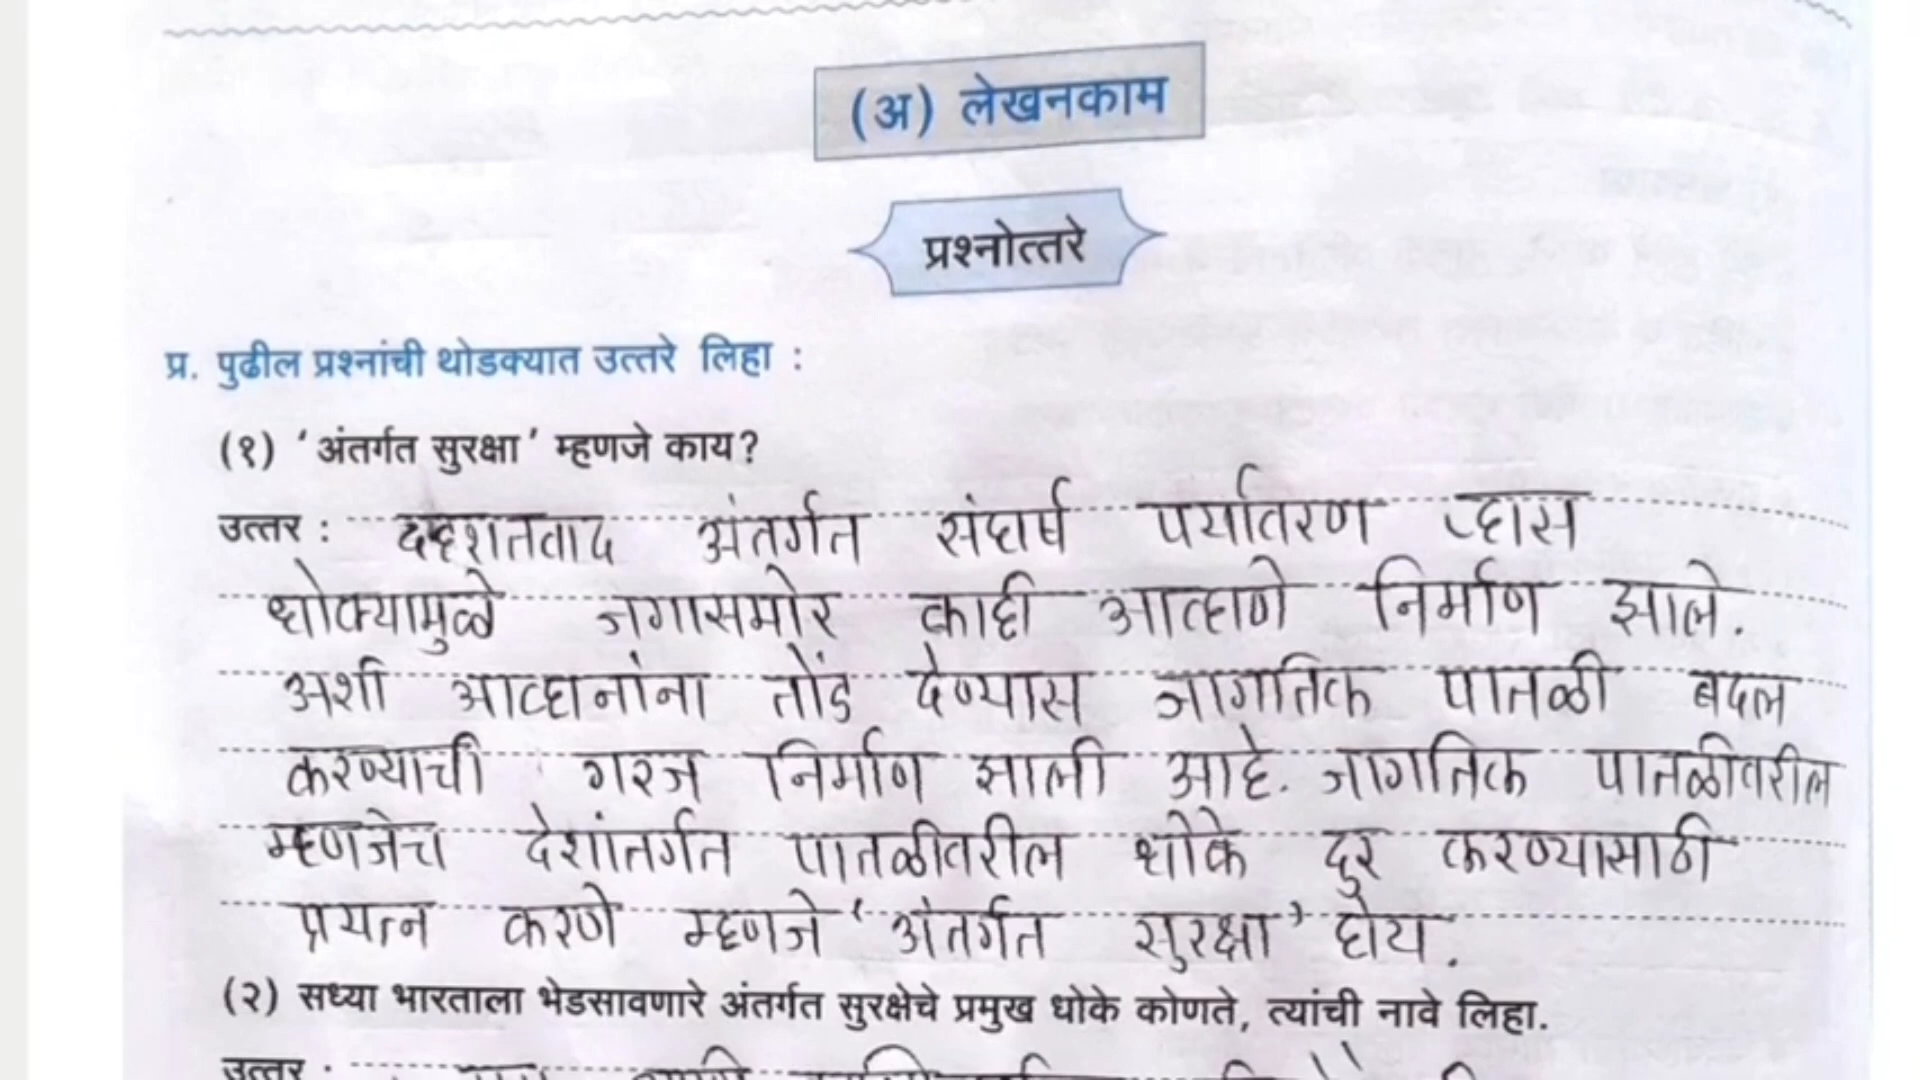 (अ) लेखनकाम
प्रश्नोत्तरे
प्र. पुढील प्रश्नांची थोडक्यात उत्तरे लिहा :
(१) ‘अंतर्गत सुरक्षा’ म्हणजे काय?
उत्तर : दहशतवाद अंतर्गत संघर्ष पर्यावरण ऱ्हास
धोक्यामुळे जगासमोर काही आव्हाणे निर्माण झाले.
अशी आव्हानांना तोंड देण्यास जागतिक पातळी बदल
करण्याची गरज निर्माण झाली आहे. जागतिक पातळीवरील
म्हणजेच देशांतर्गत पातळीवरील धोके दुर करण्यासाठी
प्रयत्न करणे म्हणजे ‘अंतर्गत सुरक्षा’ होय.
(२) सध्या भारताला भेडसावणारे अंतर्गत सुरक्षेचे प्रमुख धोके कोणते, त्यांची नावे लिहा.
उत्तर :